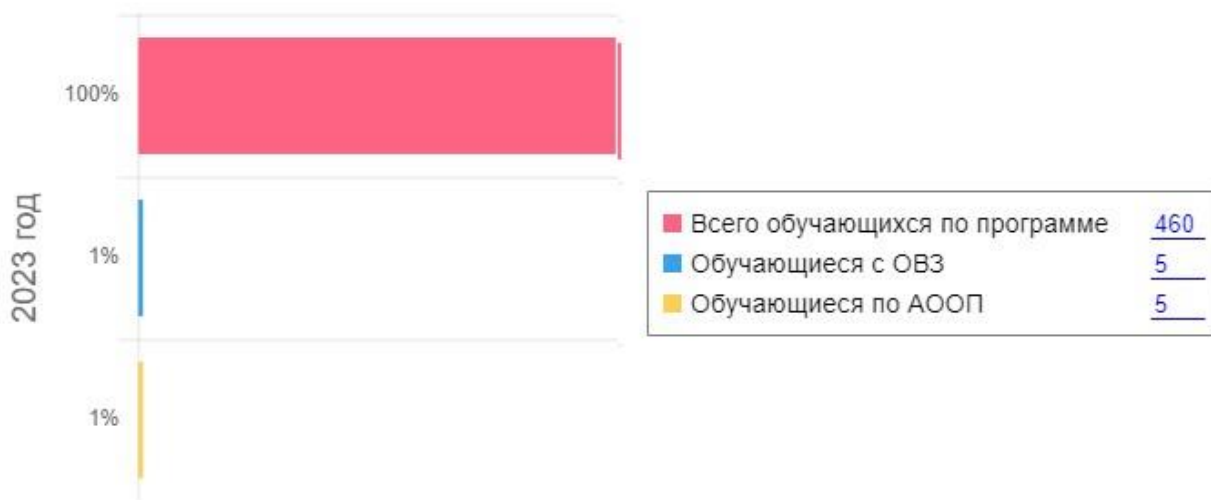 2023 год
100%
1%
1%
Всего обучающихся по программе 460
Обучающиеся с ОВЗ 5
Обучающиеся по АООП 5